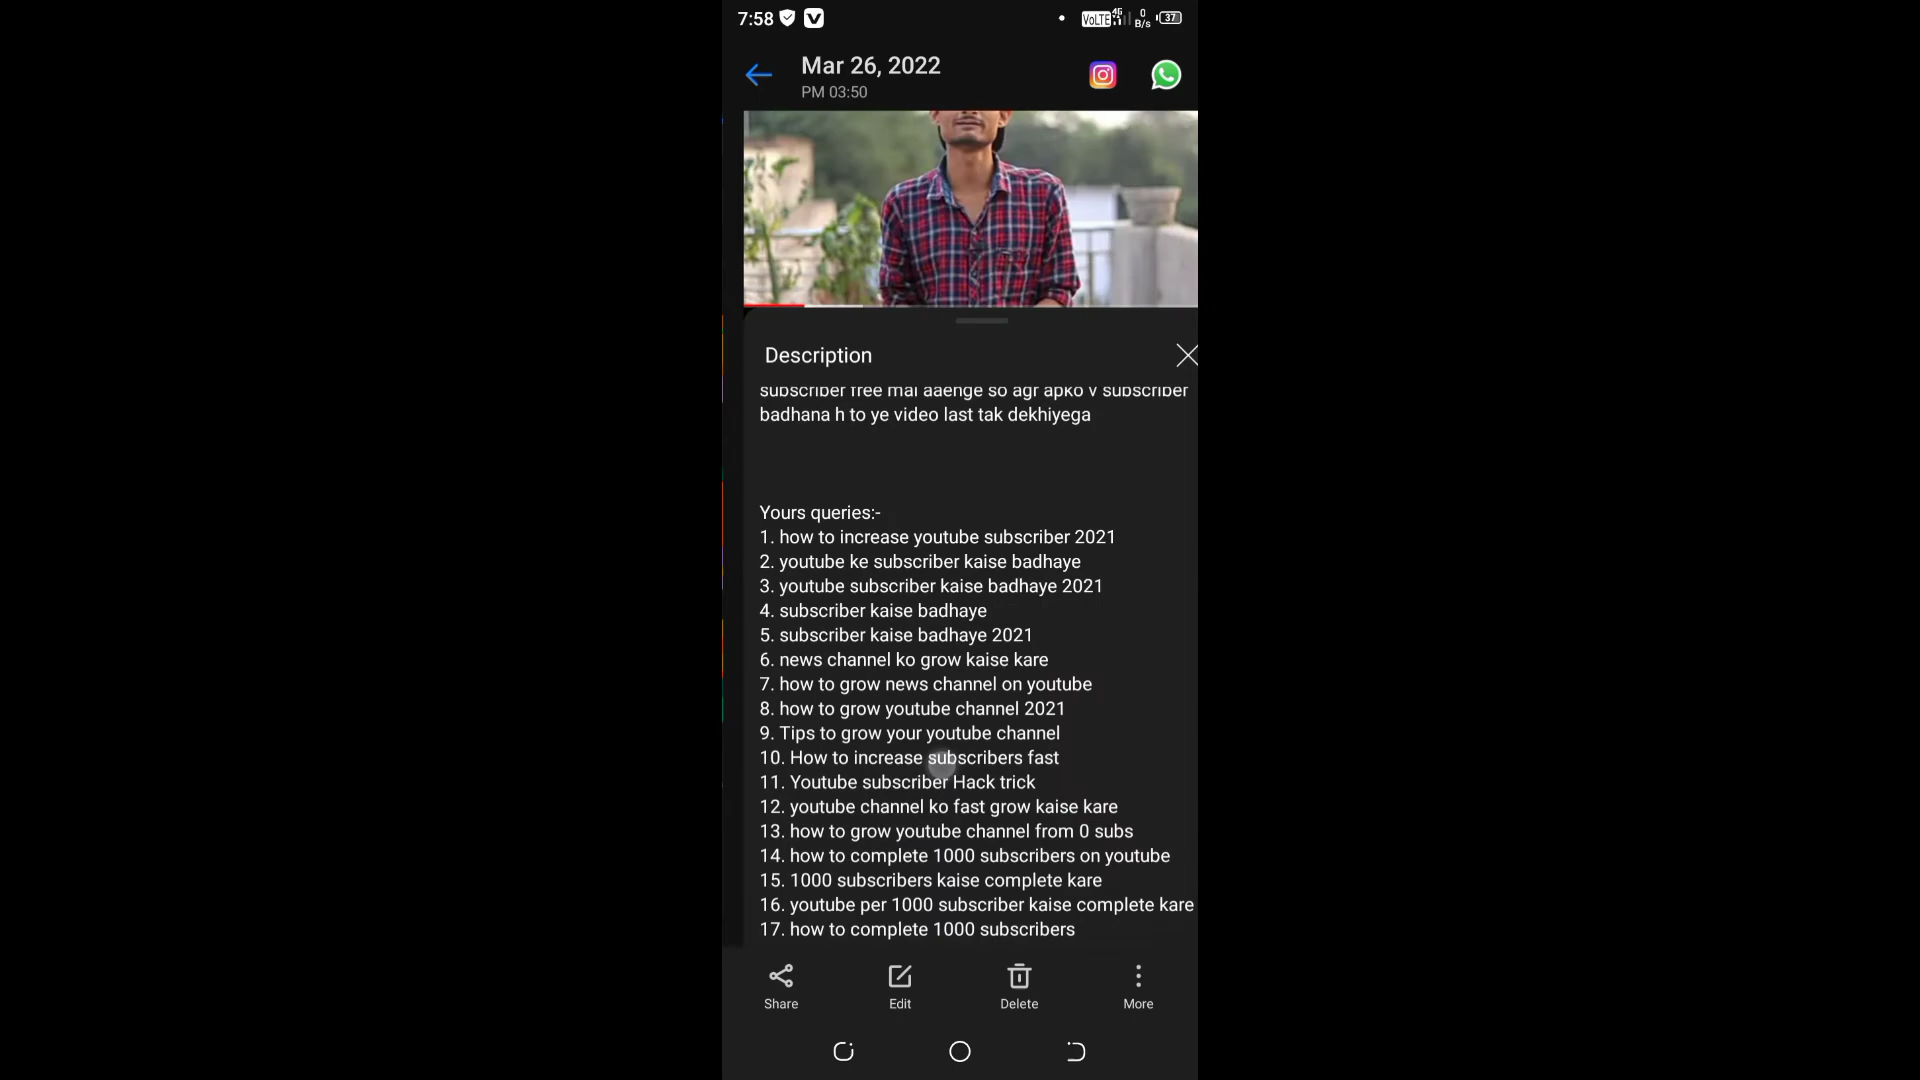 7:58
VoLTE 4G 0 B/s 37
Mar 26, 2022
PM 03:50
Description
subscriber free mai aaenge so agr apko v subscriber
badhana h to ye video last tak dekhiyega
Yours queries:-
1. how to increase youtube subscriber 2021
2. youtube ke subscriber kaise badhaye
3. youtube subscriber kaise badhaye 2021
4. subscriber kaise badhaye
5. subscriber kaise badhaye 2021
6. news channel ko grow kaise kare
7. how to grow news channel on youtube
8. how to grow youtube channel 2021
9. Tips to grow your youtube channel
10. How to increase subscribers fast
11. Youtube subscriber Hack trick
12. youtube channel ko fast grow kaise kare
13. how to grow youtube channel from 0 subs
14. how to complete 1000 subscribers on youtube
15. 1000 subscribers kaise complete kare
16. youtube per 1000 subscriber kaise complete kare
17. how to complete 1000 subscribers
Share Edit Delete More